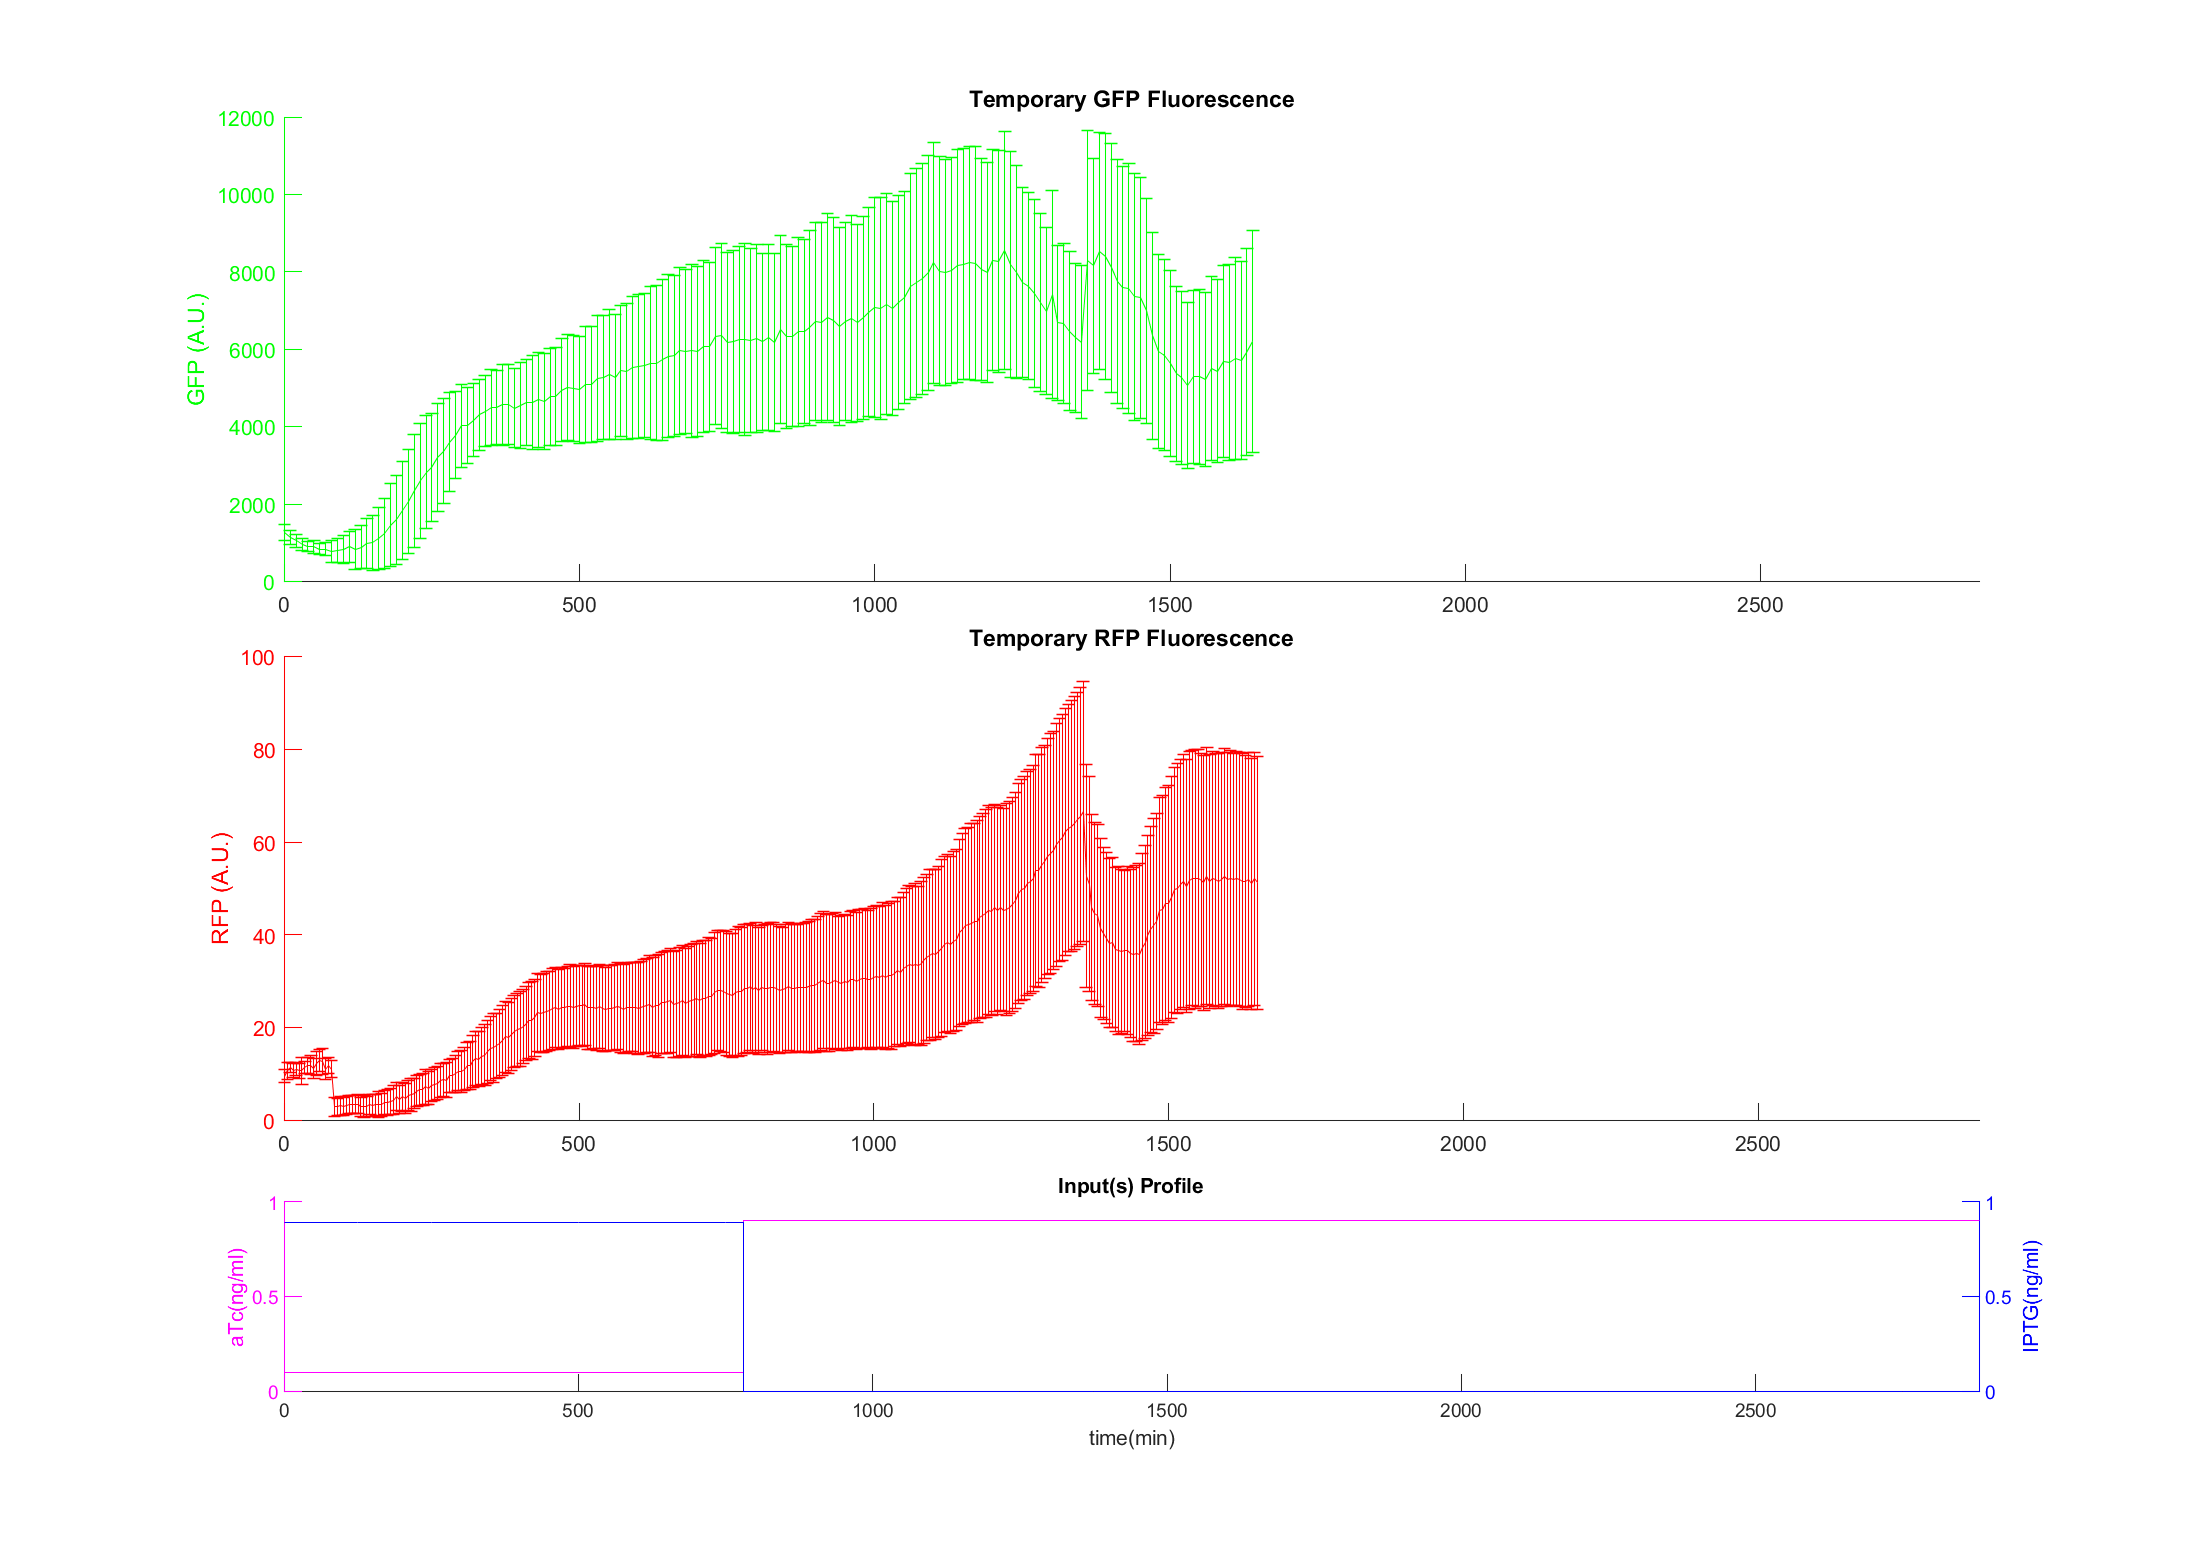 Temporary GFP Fluorescence
12000
10000
8000
6000
4000
2000
0
GFP (A.U.)
0 500 1000 1500 2000 2500
Temporary RFP Fluorescence
100
80
60
40
20
0
RFP (A.U.)
0 500 1000 1500 2000 2500
Input(s) Profile
1
0.5
0
aTc(ng/ml)
1
0.5
0
IPTG(ng/ml)
0 500 1000 1500 2000 2500
time(min)